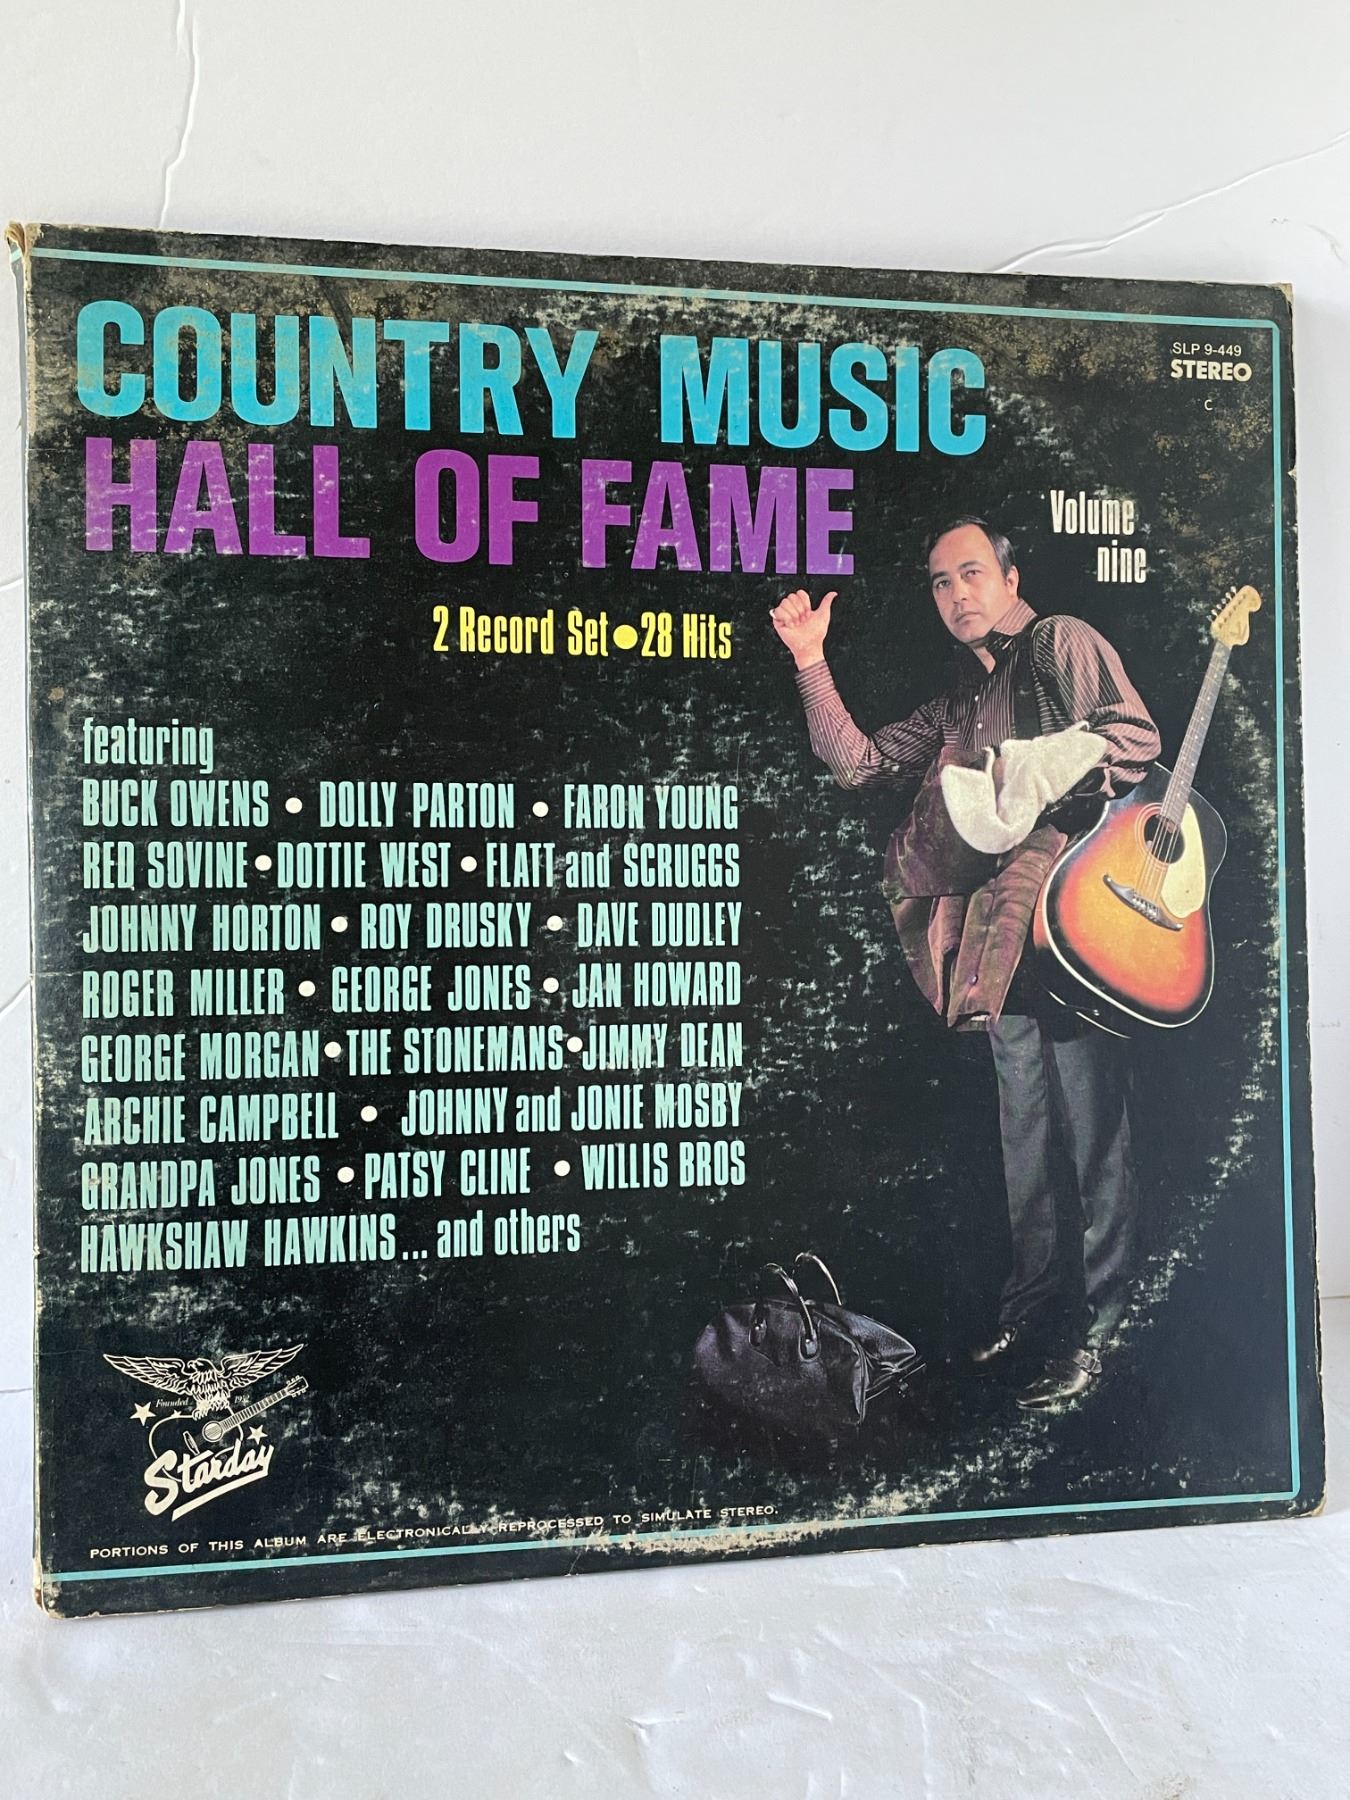 COUNTRY MUSIC
HALL OF FAME
SLP 9-449
STEREO
C
Volume
nine
2 Record Set • 28 Hits
featuring
BUCK OWENS • DOLLY PARTON • FARON YOUNG
RED SOVINE • DOTTIE WEST • FLATT and SCRUGGS
JOHNNY HORTON • ROY DRUSKY • DAVE DUDLEY
ROGER MILLER • GEORGE JONES • JAN HOWARD
GEORGE MORGAN • THE STONEMANS • JIMMY DEAN
ARCHIE CAMPBELL • JOHNNY and JONIE MOSBY
GRANDPA JONES • PATSY CLINE • WILLIS BROS
HAWKSHAW HAWKINS... and others
Founded 1952
Starday
PORTIONS OF THIS ALBUM ARE ELECTRONICALLY REPROCESSED TO SIMULATE STEREO.